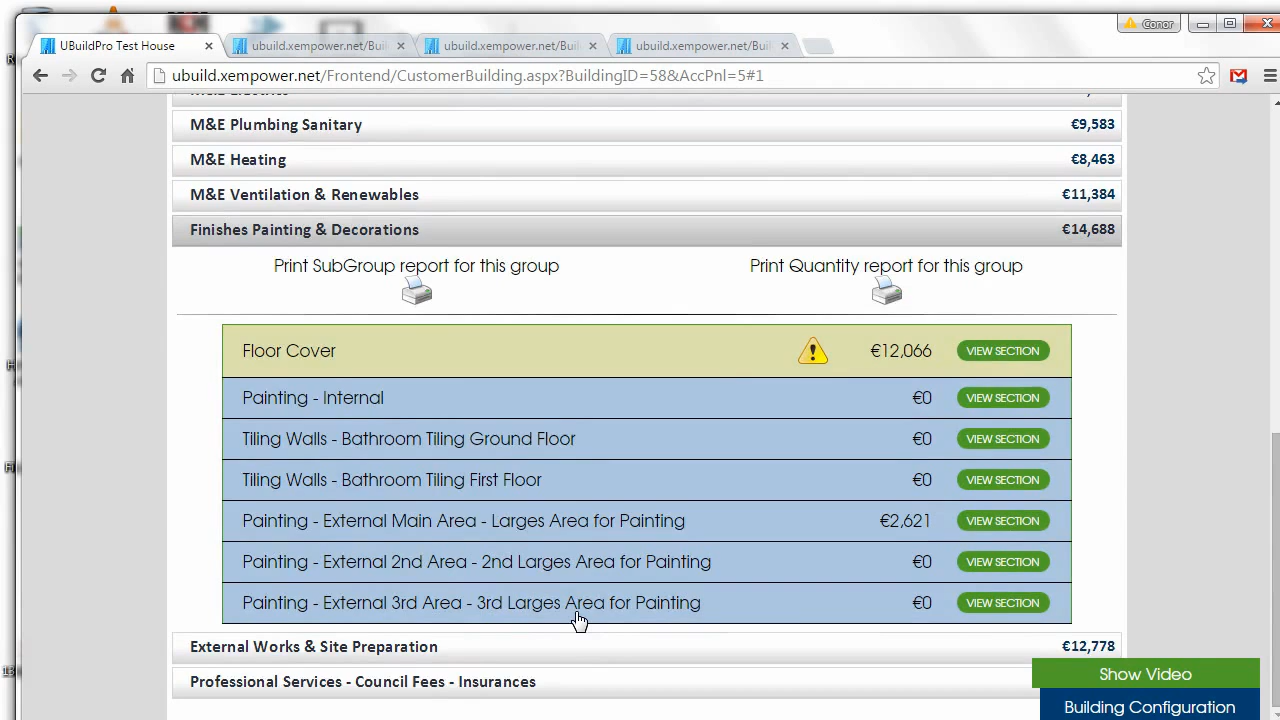 Conor
UBuildPro Test House
ubuild.xempower.net/Buil
ubuild.xempower.net/Buil
ubuild.xempower.net/Buil
ubuild.xempower.net/Frontend/CustomerBuilding.aspx?BuildingID=58&AccPnl=5#1
M&E Plumbing Sanitary €9,583
M&E Heating €8,463
M&E Ventilation & Renewables €11,384
Finishes Painting & Decorations €14,688
Print SubGroup report for this group
Print Quantity report for this group
Floor Cover €12,066 VIEW SECTION
Painting - Internal €0 VIEW SECTION
Tiling Walls - Bathroom Tiling Ground Floor €0 VIEW SECTION
Tiling Walls - Bathroom Tiling First Floor €0 VIEW SECTION
Painting - External Main Area - Larges Area for Painting €2,621 VIEW SECTION
Painting - External 2nd Area - 2nd Larges Area for Painting €0 VIEW SECTION
Painting - External 3rd Area - 3rd Larges Area for Painting €0 VIEW SECTION
External Works & Site Preparation €12,778
Professional Services - Council Fees - Insurances
Show Video
Building Configuration